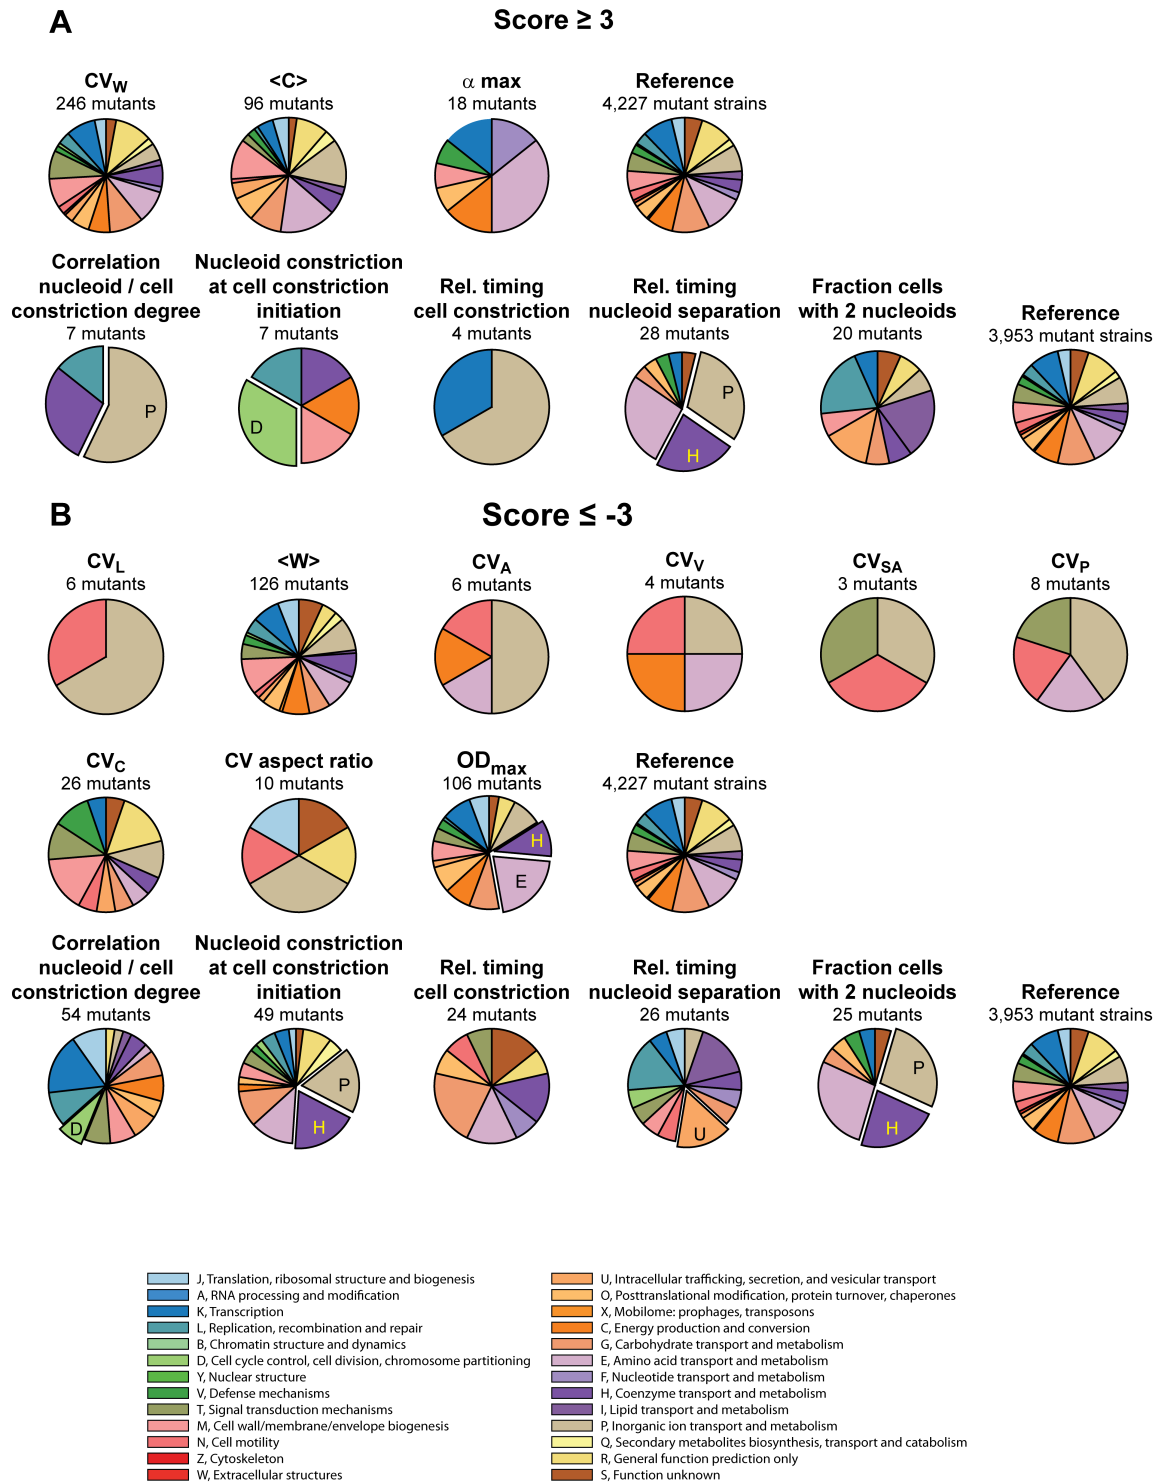 A
Score ≥ 3
CVW
246 mutants
<C>
96 mutants
α max
18 mutants
Reference
4,227 mutant strains
Correlation
nucleoid / cell
constriction degree
7 mutants
P
Nucleoid constriction
at cell constriction
initiation
7 mutants
D
Rel. timing
cell constriction
4 mutants
Rel. timing
nucleoid separation
28 mutants
P
H
Fraction cells
with 2 nucleoids
20 mutants
Reference
3,953 mutant strains
B
Score ≤ -3
CVL
6 mutants
<W>
126 mutants
CVA
6 mutants
CVV
4 mutants
CVSA
3 mutants
CVP
8 mutants
CVC
26 mutants
CV aspect ratio
10 mutants
ODmax
106 mutants
H
E
Reference
4,227 mutant strains
Correlation
nucleoid / cell
constriction degree
54 mutants
D
Nucleoid constriction
at cell constriction
initiation
49 mutants
P
H
Rel. timing
cell constriction
24 mutants
Rel. timing
nucleoid separation
26 mutants
U
Fraction cells
with 2 nucleoids
25 mutants
P
H
Reference
3,953 mutant strains
J, Translation, ribosomal structure and biogenesis
A, RNA processing and modification
K, Transcription
L, Replication, recombination and repair
B, Chromatin structure and dynamics
D, Cell cycle control, cell division, chromosome partitioning
Y, Nuclear structure
V, Defense mechanisms
T, Signal transduction mechanisms
M, Cell wall/membrane/envelope biogenesis
N, Cell motility
Z, Cytoskeleton
W, Extracellular structures
U, Intracellular trafficking, secretion, and vesicular transport
O, Posttranslational modification, protein turnover, chaperones
X, Mobilome: prophages, transposons
C, Energy production and conversion
G, Carbohydrate transport and metabolism
E, Amino acid transport and metabolism
F, Nucleotide transport and metabolism
H, Coenzyme transport and metabolism
I, Lipid transport and metabolism
P, Inorganic ion transport and metabolism
Q, Secondary metabolites biosynthesis, transport and catabolism
R, General function prediction only
S, Function unknown